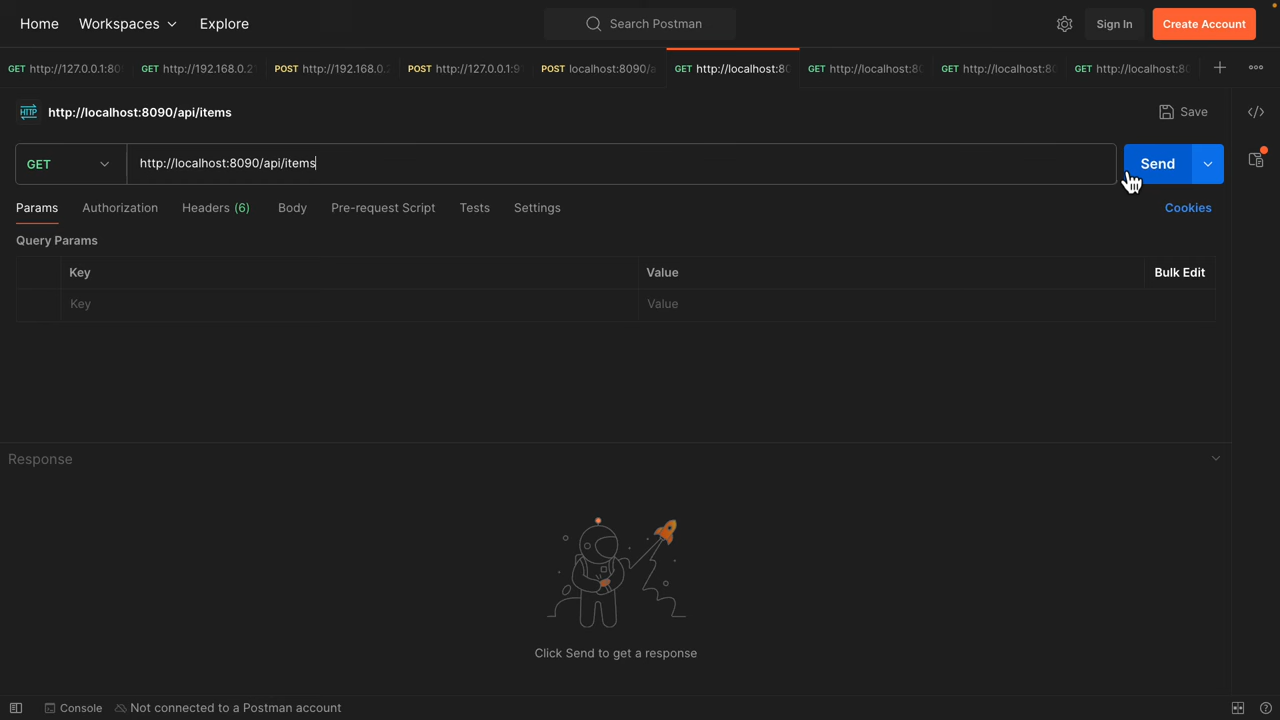 Home Workspaces Explore Search Postman Sign In Create Account
GET http://127.0.0.1:80 GET http://192.168.0.2 POST http://192.168.0. POST http://127.0.0.1:9 POST localhost:8090/a GET http://localhost:80 GET http://localhost:80 GET http://localhost:80 GET http://localhost:80
HTTP http://localhost:8090/api/items Save </>
GET http://localhost:8090/api/items Send
Params Authorization Headers (6) Body Pre-request Script Tests Settings Cookies
Query Params
Key Value Bulk Edit
Key Value
Response
Click Send to get a response
Console Not connected to a Postman account